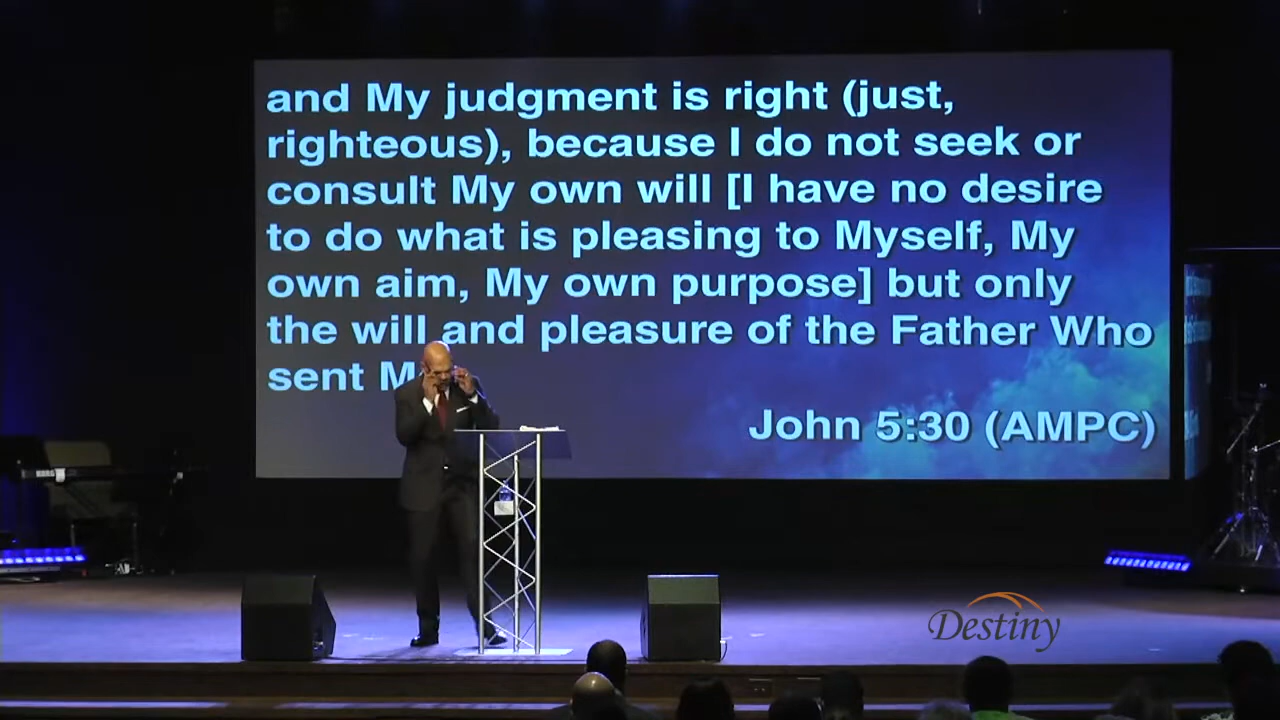 and My judgment is right (just,
righteous), because I do not seek or
consult My own will [I have no desire
to do what is pleasing to Myself, My
own aim, My own purpose] but only
the will and pleasure of the Father Who
sent M
John 5:30 (AMPC)
KORG
Destiny